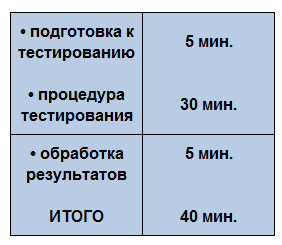 • подготовка к
тестированию
5 мин.
• процедура
тестирования
30 мин.
• обработка
результатов
5 мин.
ИТОГО
40 мин.